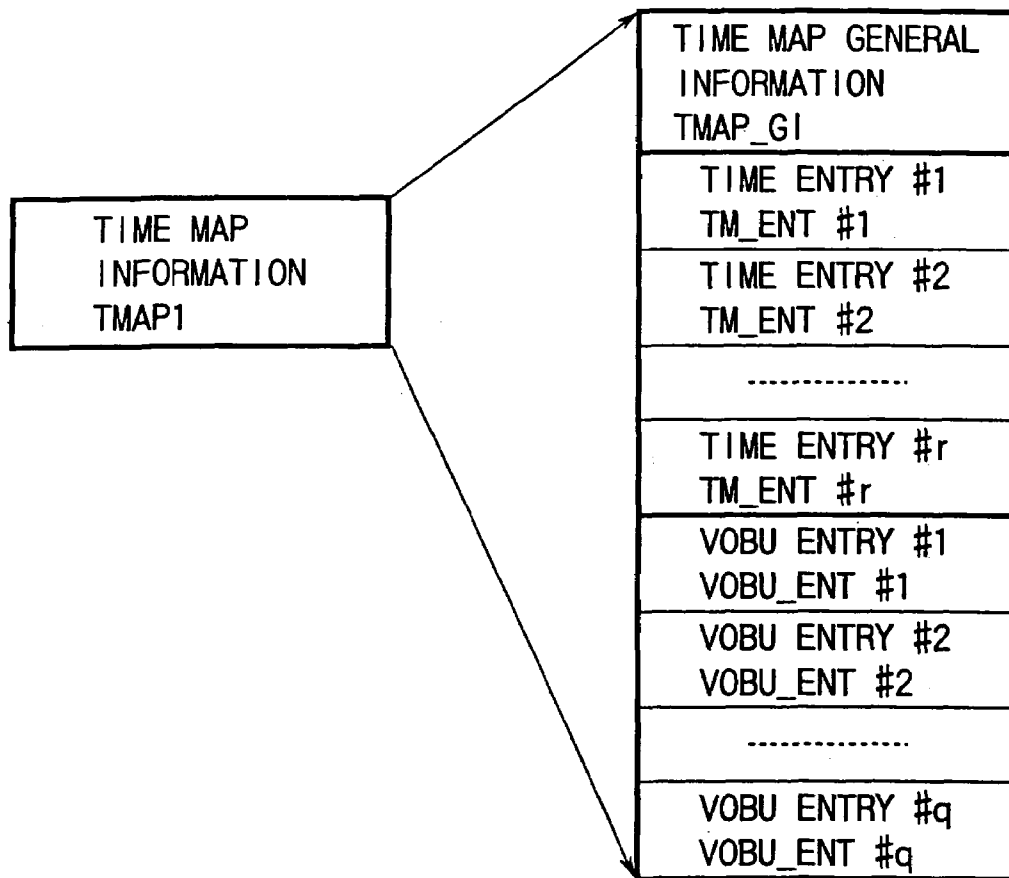 TIME MAP
INFORMATION
TMAP1
TIME MAP GENERAL
INFORMATION
TMAP_GI
TIME ENTRY #1
TM_ENT #1
TIME ENTRY #2
TM_ENT #2
TIME ENTRY #r
TM_ENT #r
VOBU ENTRY #1
VOBU_ENT #1
VOBU ENTRY #2
VOBU_ENT #2
VOBU ENTRY #q
VOBU_ENT #q